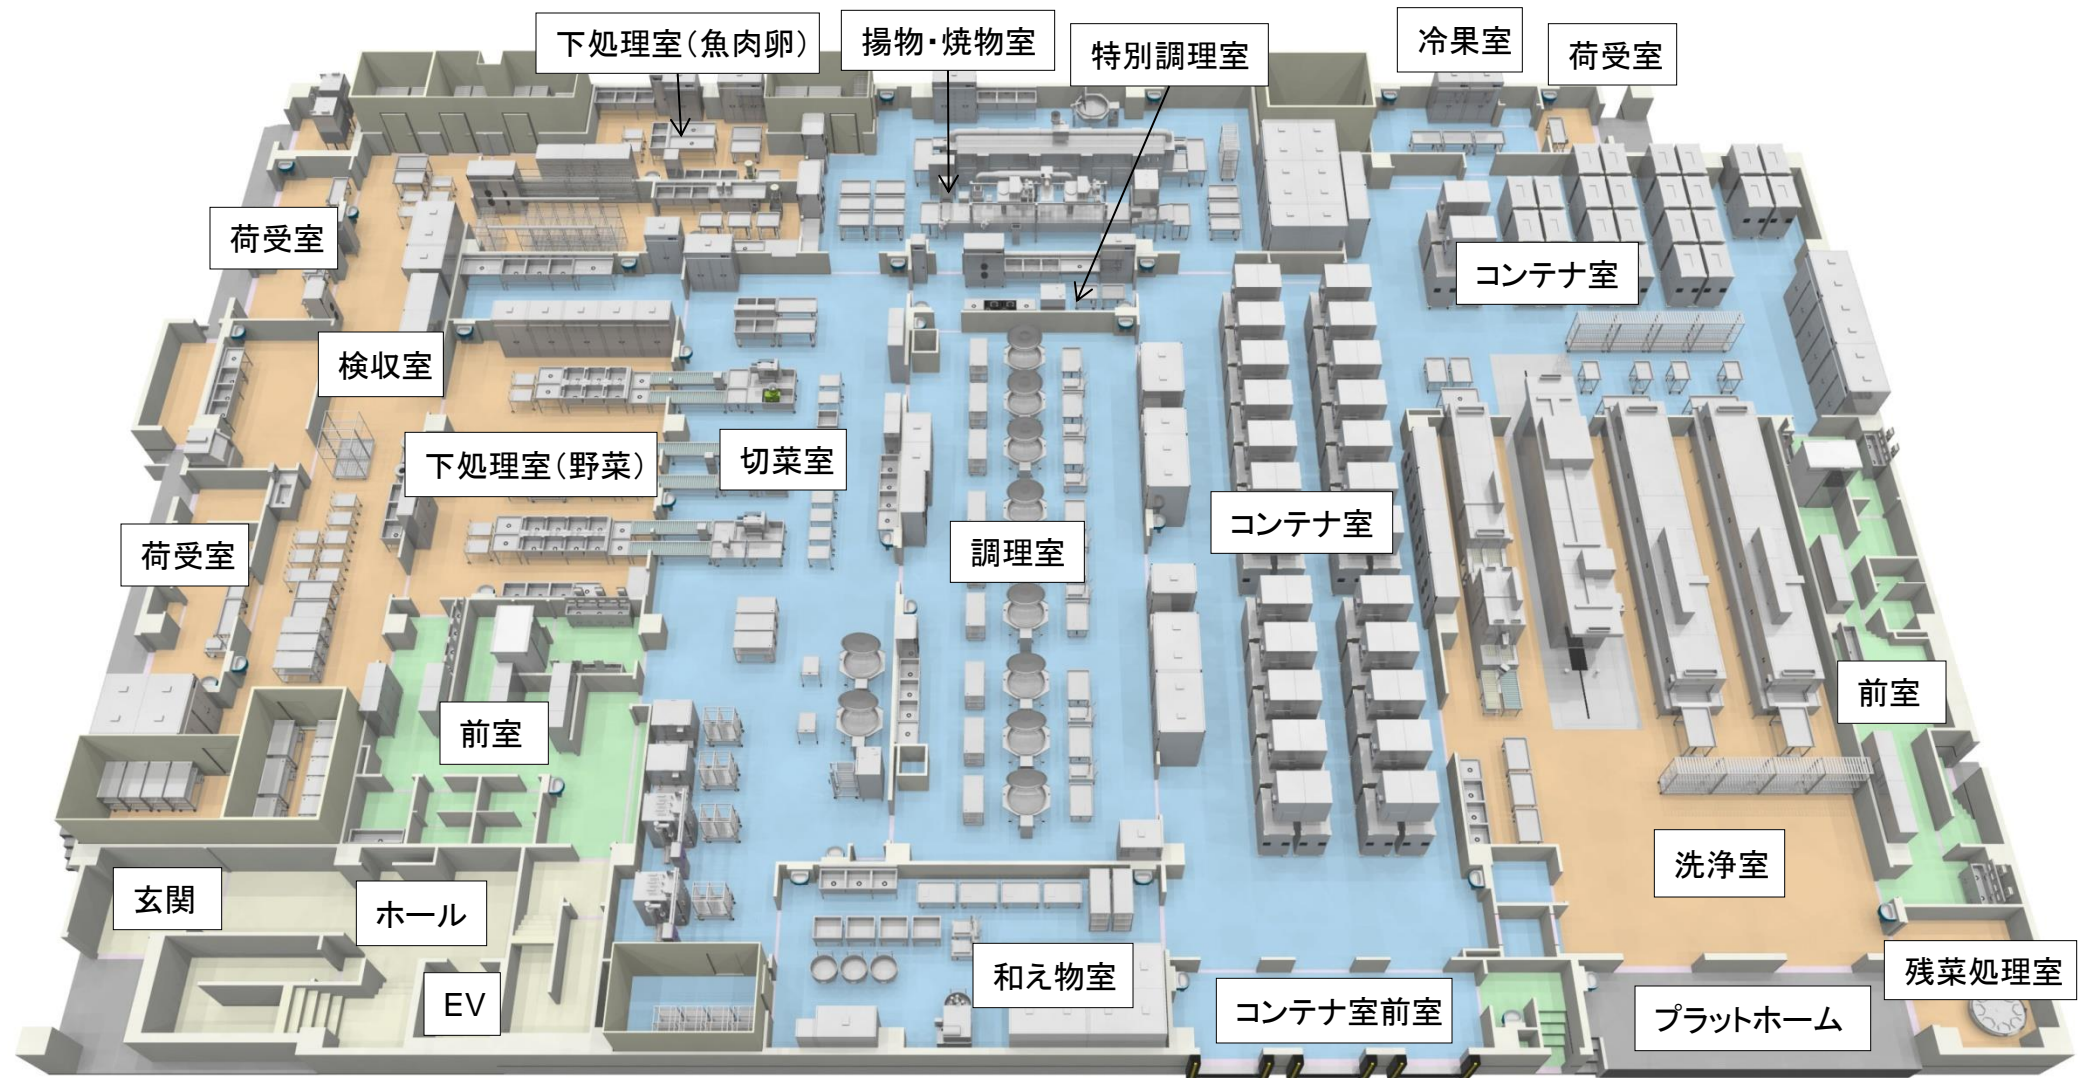 下処理室(魚肉卵)
揚物・焼物室
特別調理室
冷果室
荷受室
荷受室
コンテナ室
検収室
下処理室(野菜)
切菜室
コンテナ室
荷受室
調理室
前室
前室
洗浄室
玄関
ホール
和え物室
残菜処理室
EV
コンテナ室前室
プラットホーム